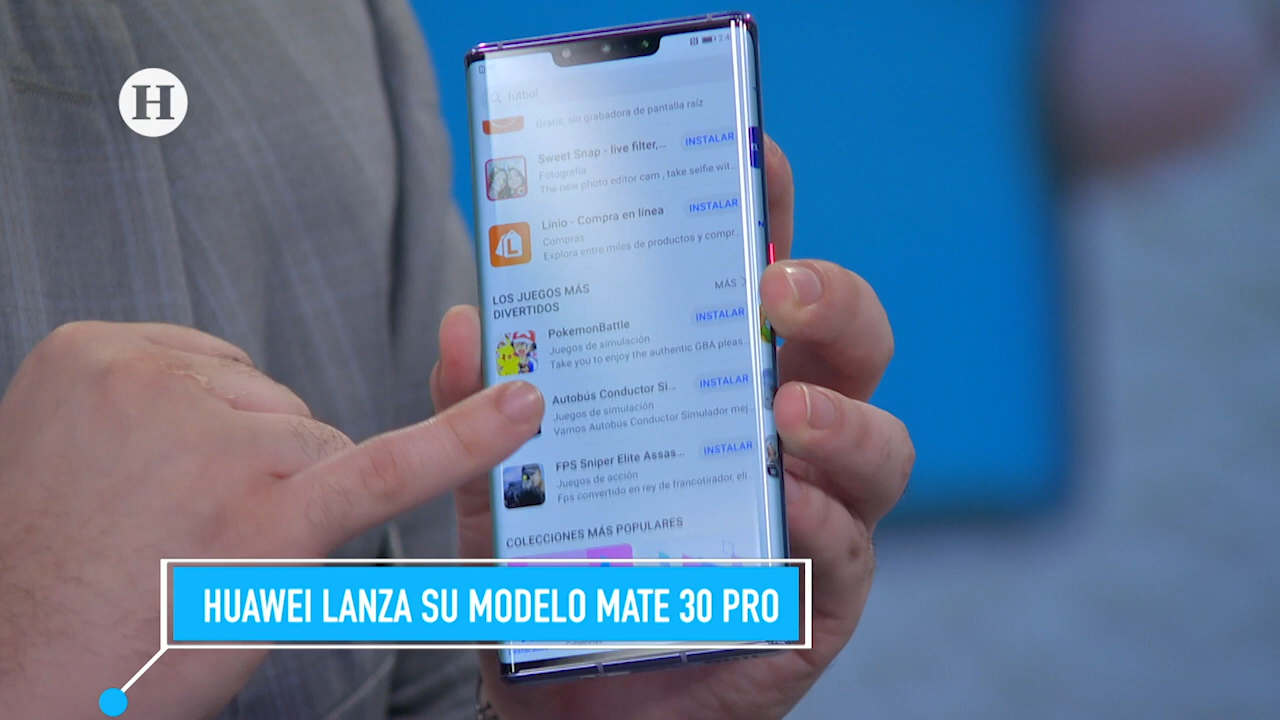 H
2:4
fútbol
Gratis, sin grabadora de pantalla raíz
Sweet Snap - live filter,...
INSTALAR
Fotografía
The new photo editor cam , take selfie wit...
Linio - Compra en línea
INSTALAR
Compras
Explora entre miles de productos y compr...
L
LOS JUEGOS MÁS
DIVERTIDOS
MÁS
PokemonBattle
INSTALAR
Juegos de simulación
Take you to enjoy the authentic GBA pleas
Autobús Conductor Si...
INSTALAR
Juegos de simulación
Vamos Autobús Conductor Simulador mej
FPS Sniper Elite Assas...
INSTALAR
Juegos de acción
Fps convertido en rey de francotirador, eli
COLECCIONES MÁS POPULARES
HUAWEI LANZA SU MODELO MATE 30 PRO